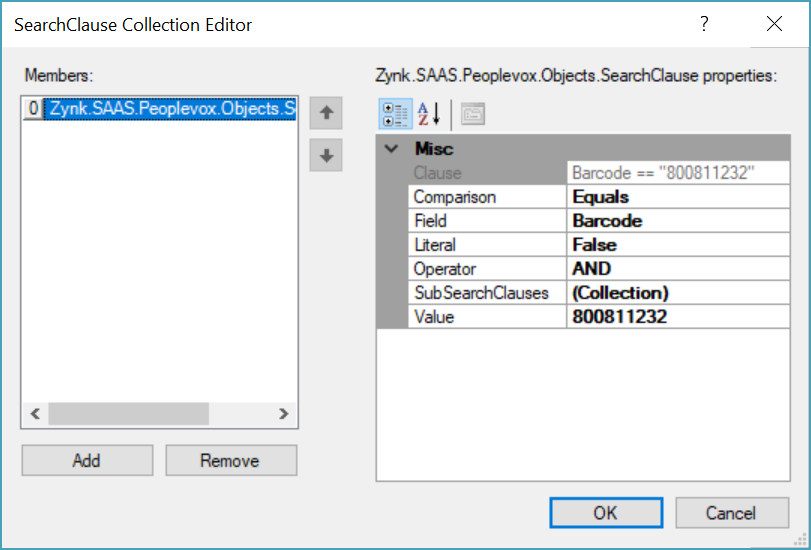 SearchClause Collection Editor
?
Members:
Zynk.SAAS.Peoplevox.Objects.SearchClause properties:
0 Zynk.SAAS.Peoplevox.Objects.S
A
Z
Misc
Clause Barcode == "800811232"
Comparison Equals
Field Barcode
Literal False
Operator AND
SubSearchClauses (Collection)
Value 800811232
Add Remove
OK Cancel